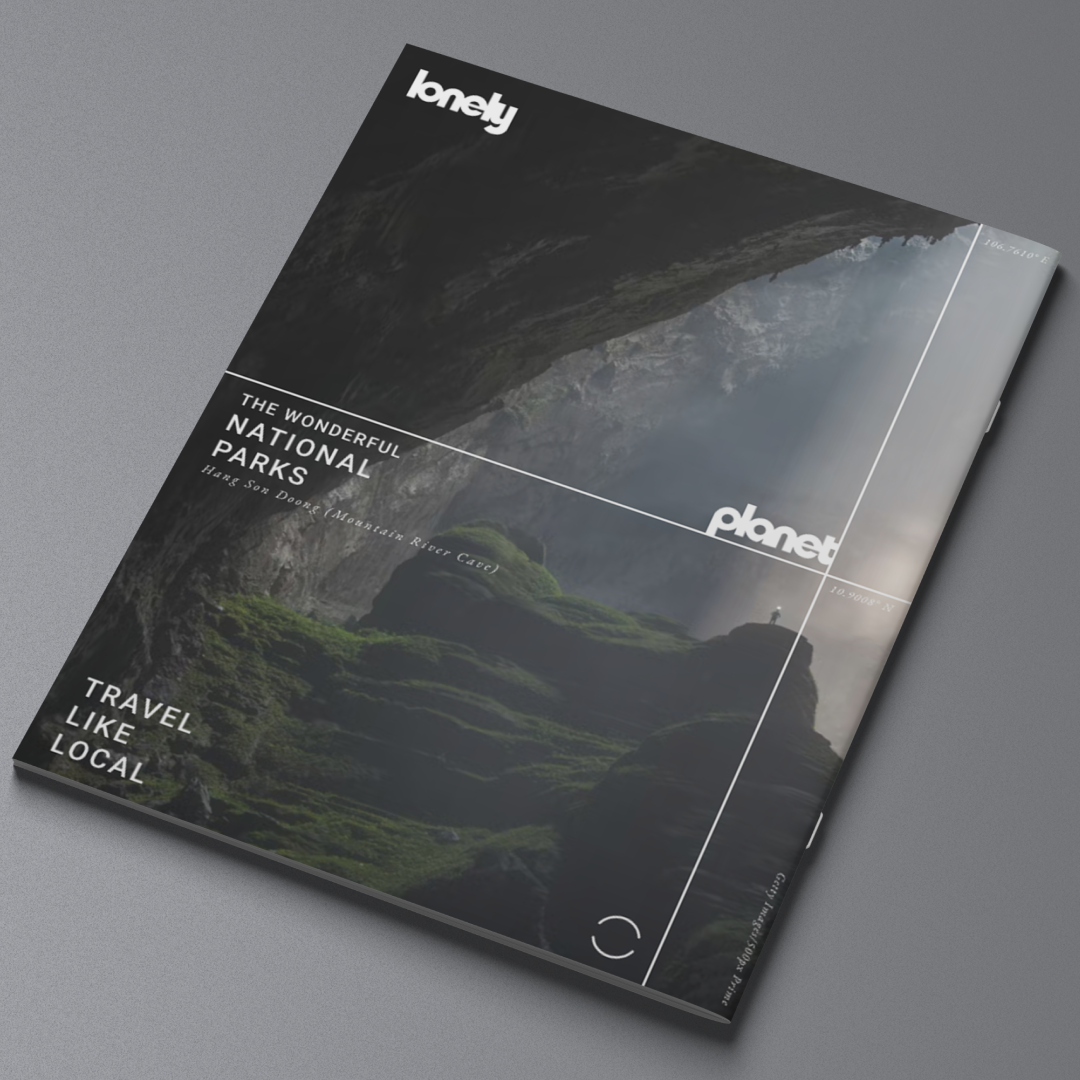 lonely
106.7610° E
THE WONDERFUL
NATIONAL
PARKS
Hang Son Doong (Mountain River Cave)
planet
10.9008° N
TRAVEL
LIKE
LOCAL
Getty Images/500px Prime